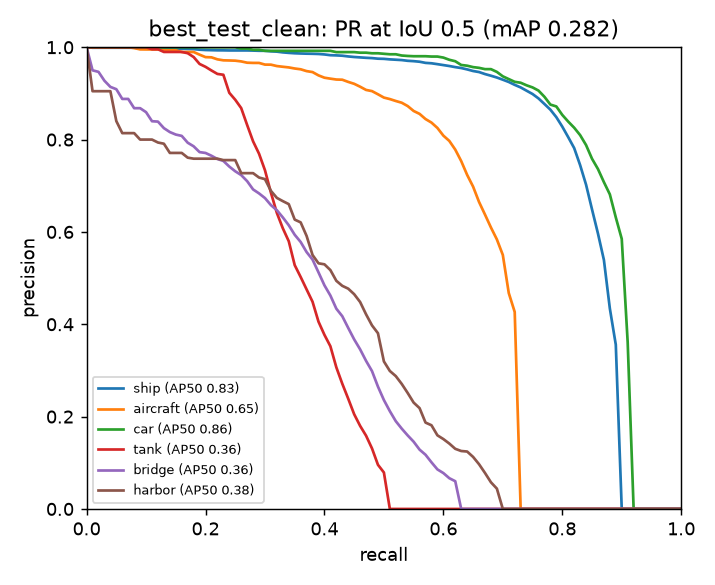 best_test_clean: PR at IoU 0.5 (mAP 0.282)
1.0
0.8
0.6
0.4
0.2
0.0
precision
ship (AP50 0.83)
aircraft (AP50 0.65)
car (AP50 0.86)
tank (AP50 0.36)
bridge (AP50 0.36)
harbor (AP50 0.38)
0.0 0.2 0.4 0.6 0.8 1.0
recall